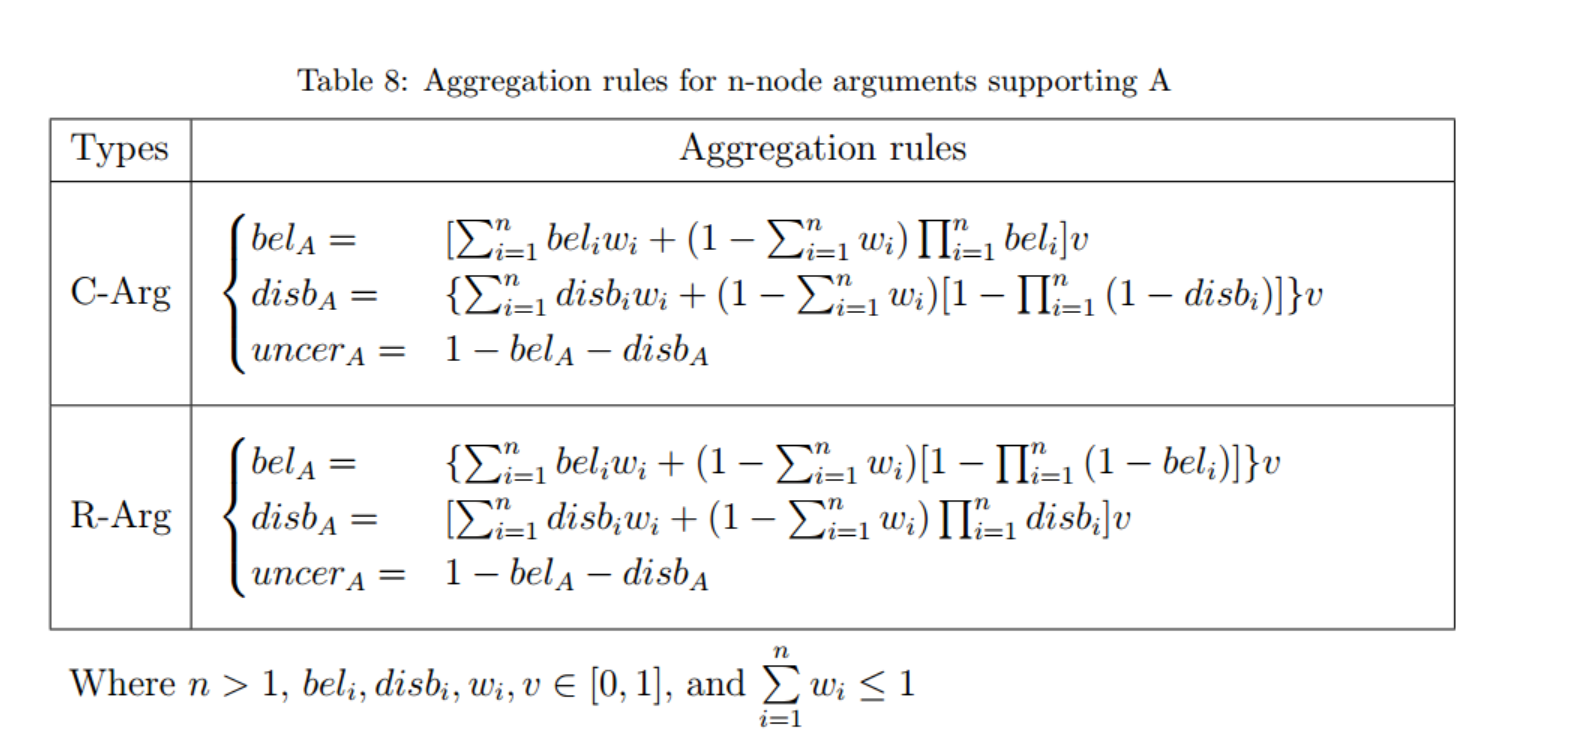 Table 8: Aggregation rules for n-node arguments supporting A
Types Aggregation rules
C-Arg
bel_A = [∑_{i=1}^n bel_i w_i + (1 − ∑_{i=1}^n w_i) ∏_{i=1}^n bel_i]v
disb_A = {∑_{i=1}^n disb_i w_i + (1 − ∑_{i=1}^n w_i)[1 − ∏_{i=1}^n (1 − disb_i)]}v
uncer_A = 1 − bel_A − disb_A
R-Arg
bel_A = {∑_{i=1}^n bel_i w_i + (1 − ∑_{i=1}^n w_i)[1 − ∏_{i=1}^n (1 − bel_i)]}v
disb_A = [∑_{i=1}^n disb_i w_i + (1 − ∑_{i=1}^n w_i) ∏_{i=1}^n disb_i]v
uncer_A = 1 − bel_A − disb_A
Where n > 1, bel_i, disb_i, w_i, v ∈ [0, 1], and ∑_{i=1}^n w_i ≤ 1